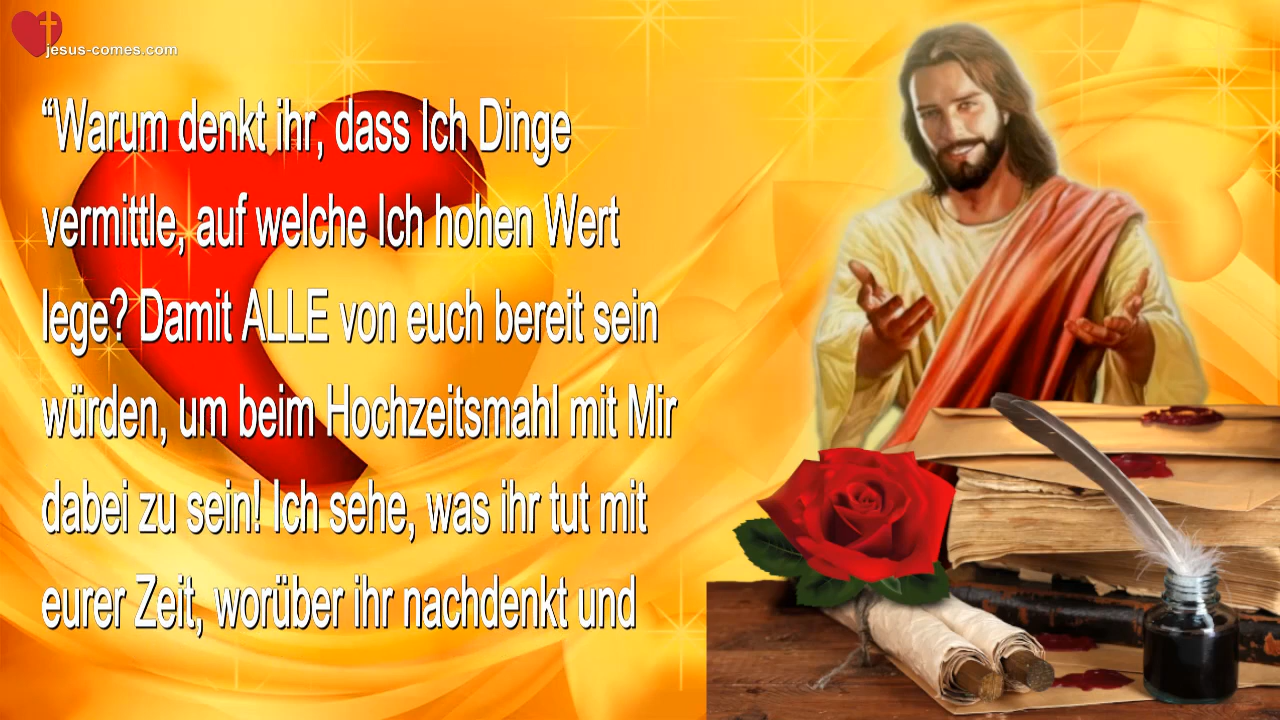 jesus-comes.com
“Warum denkt ihr, dass Ich Dinge
vermittle, auf welche Ich hohen Wert
lege? Damit ALLE von euch bereit sein
würden, um beim Hochzeitsmahl mit Mir
dabei zu sein! Ich sehe, was ihr tut mit
eurer Zeit, worüber ihr nachdenkt und